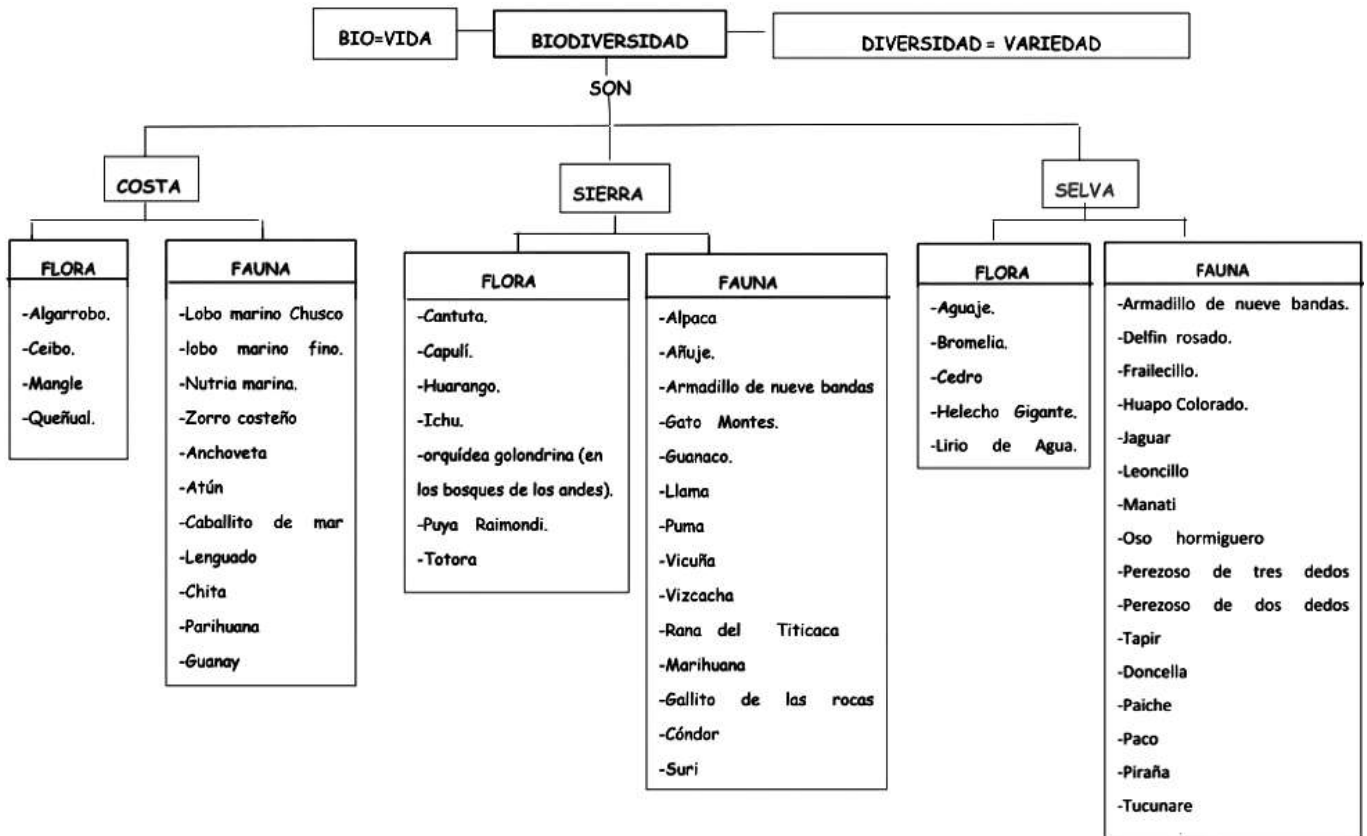 BIO=VIDA
BIODIVERSIDAD
DIVERSIDAD = VARIEDAD
SON
COSTA
FLORA
-Algarrobo.
-Ceibo.
-Mangle
-Queñual.
FAUNA
-Lobo marino Chusco
-lobo marino fino.
-Nutria marina.
-Zorro costeño
-Anchoveta
-Atún
-Caballito de mar
-Lenguado
-Chita
-Parihuana
-Guanay
SIERRA
FLORA
-Cantuta.
-Capulí.
-Huarango.
-Ichu.
-orquídea golondrina (en
los bosques de los andes).
-Puya Raimondi.
-Totora
FAUNA
-Alpaca
-Añuje.
-Armadillo de nueve bandas
-Gato Montes.
-Guanaco.
-Llama
-Puma
-Vicuña
-Vizcacha
-Rana del Titicaca
-Marihuana
-Gallito de las rocas
-Cóndor
-Suri
SELVA
FLORA
-Aguaje.
-Bromelia.
-Cedro
-Helecho Gigante.
-Lirio de Agua.
FAUNA
-Armadillo de nueve bandas.
-Delfin rosado.
-Frailecillo.
-Huapo Colorado.
-Jaguar
-Leoncillo
-Manati
-Oso hormiguero
-Perezoso de tres dedos
-Perezoso de dos dedos
-Tapir
-Doncella
-Paiche
-Paco
-Piraña
-Tucunare